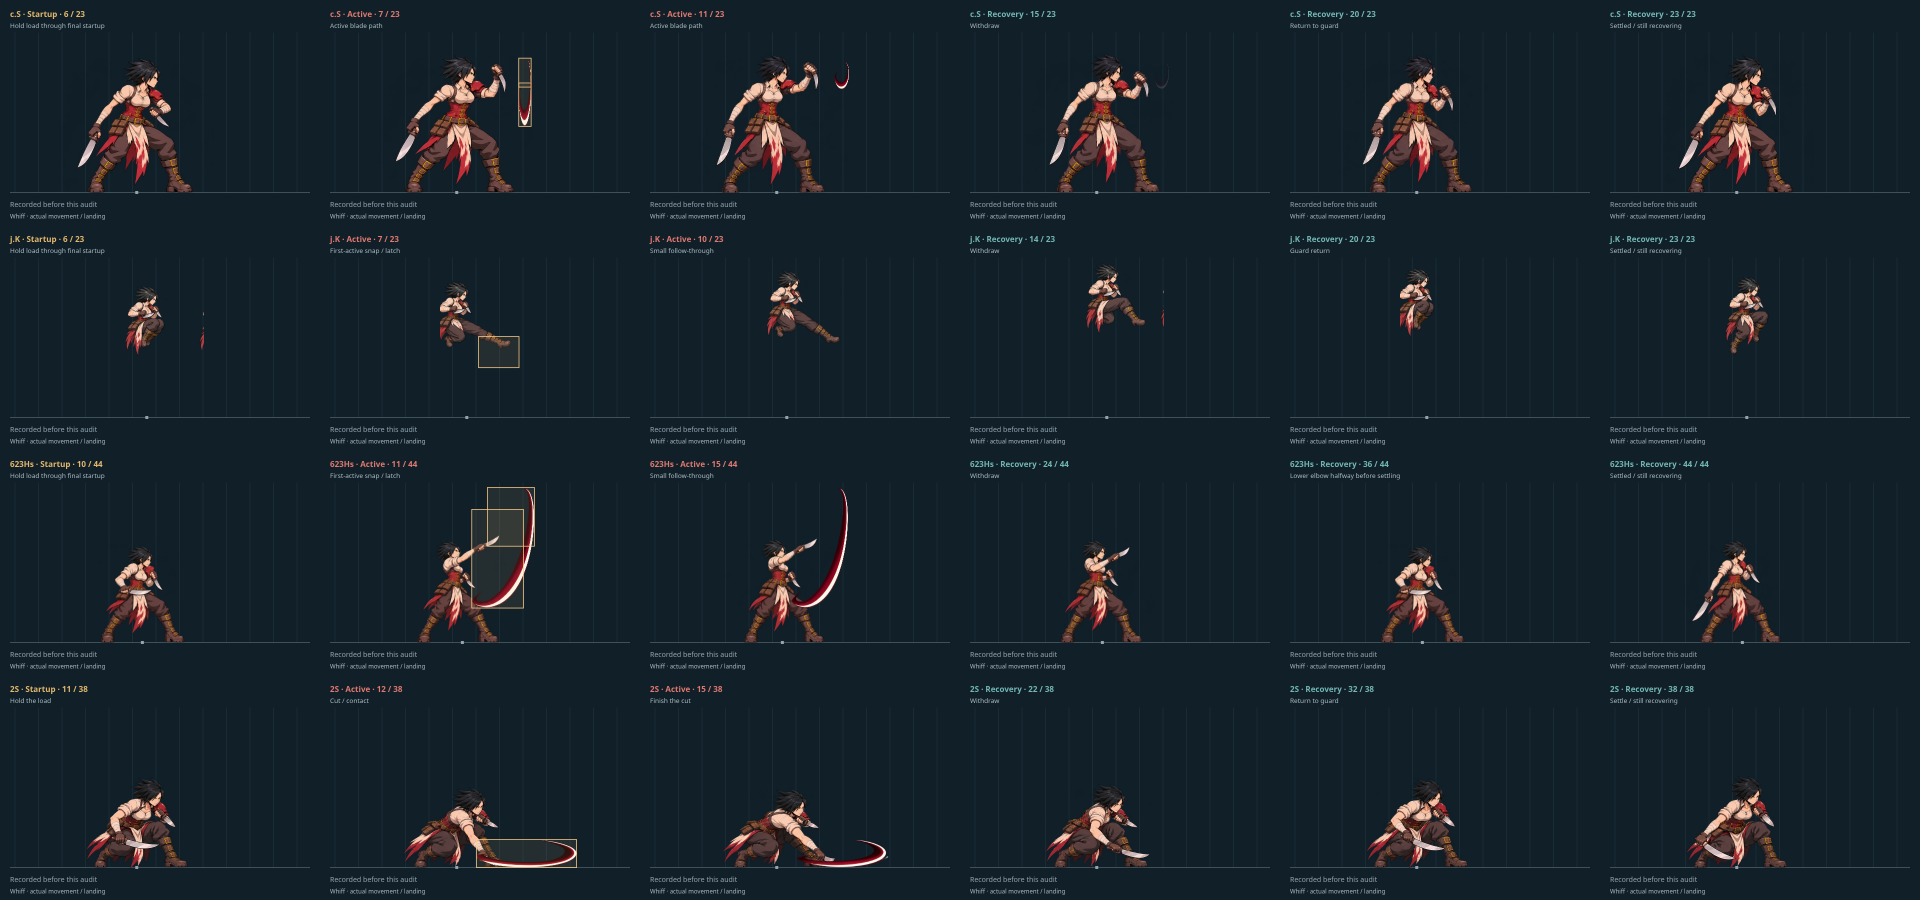 c.S · Startup · 6 / 23
Hold load through final startup
Recorded before this audit
Whiff · actual movement / landing
c.S · Active · 7 / 23
Active blade path
Recorded before this audit
Whiff · actual movement / landing
c.S · Active · 11 / 23
Active blade path
Recorded before this audit
Whiff · actual movement / landing
c.S · Recovery · 15 / 23
Withdraw
Recorded before this audit
Whiff · actual movement / landing
c.S · Recovery · 20 / 23
Return to guard
Recorded before this audit
Whiff · actual movement / landing
c.S · Recovery · 23 / 23
Settled / still recovering
Recorded before this audit
Whiff · actual movement / landing
j.K · Startup · 6 / 23
Hold load through final startup
Recorded before this audit
Whiff · actual movement / landing
j.K · Active · 7 / 23
First-active snap / latch
Recorded before this audit
Whiff · actual movement / landing
j.K · Active · 10 / 23
Small follow-through
Recorded before this audit
Whiff · actual movement / landing
j.K · Recovery · 14 / 23
Withdraw
Recorded before this audit
Whiff · actual movement / landing
j.K · Recovery · 20 / 23
Guard return
Recorded before this audit
Whiff · actual movement / landing
j.K · Recovery · 23 / 23
Settled / still recovering
Recorded before this audit
Whiff · actual movement / landing
623Hs · Startup · 10 / 44
Hold load through final startup
Recorded before this audit
Whiff · actual movement / landing
623Hs · Active · 11 / 44
First-active snap / latch
Recorded before this audit
Whiff · actual movement / landing
623Hs · Active · 15 / 44
Small follow-through
Recorded before this audit
Whiff · actual movement / landing
623Hs · Recovery · 24 / 44
Withdraw
Recorded before this audit
Whiff · actual movement / landing
623Hs · Recovery · 36 / 44
Lower elbow halfway before settling
Recorded before this audit
Whiff · actual movement / landing
623Hs · Recovery · 44 / 44
Settled / still recovering
Recorded before this audit
Whiff · actual movement / landing
2S · Startup · 11 / 38
Hold the load
Recorded before this audit
Whiff · actual movement / landing
2S · Active · 12 / 38
Cut / contact
Recorded before this audit
Whiff · actual movement / landing
2S · Active · 15 / 38
Finish the cut
Recorded before this audit
Whiff · actual movement / landing
2S · Recovery · 22 / 38
Withdraw
Recorded before this audit
Whiff · actual movement / landing
2S · Recovery · 32 / 38
Return to guard
Recorded before this audit
Whiff · actual movement / landing
2S · Recovery · 38 / 38
Settle / still recovering
Recorded before this audit
Whiff · actual movement / landing